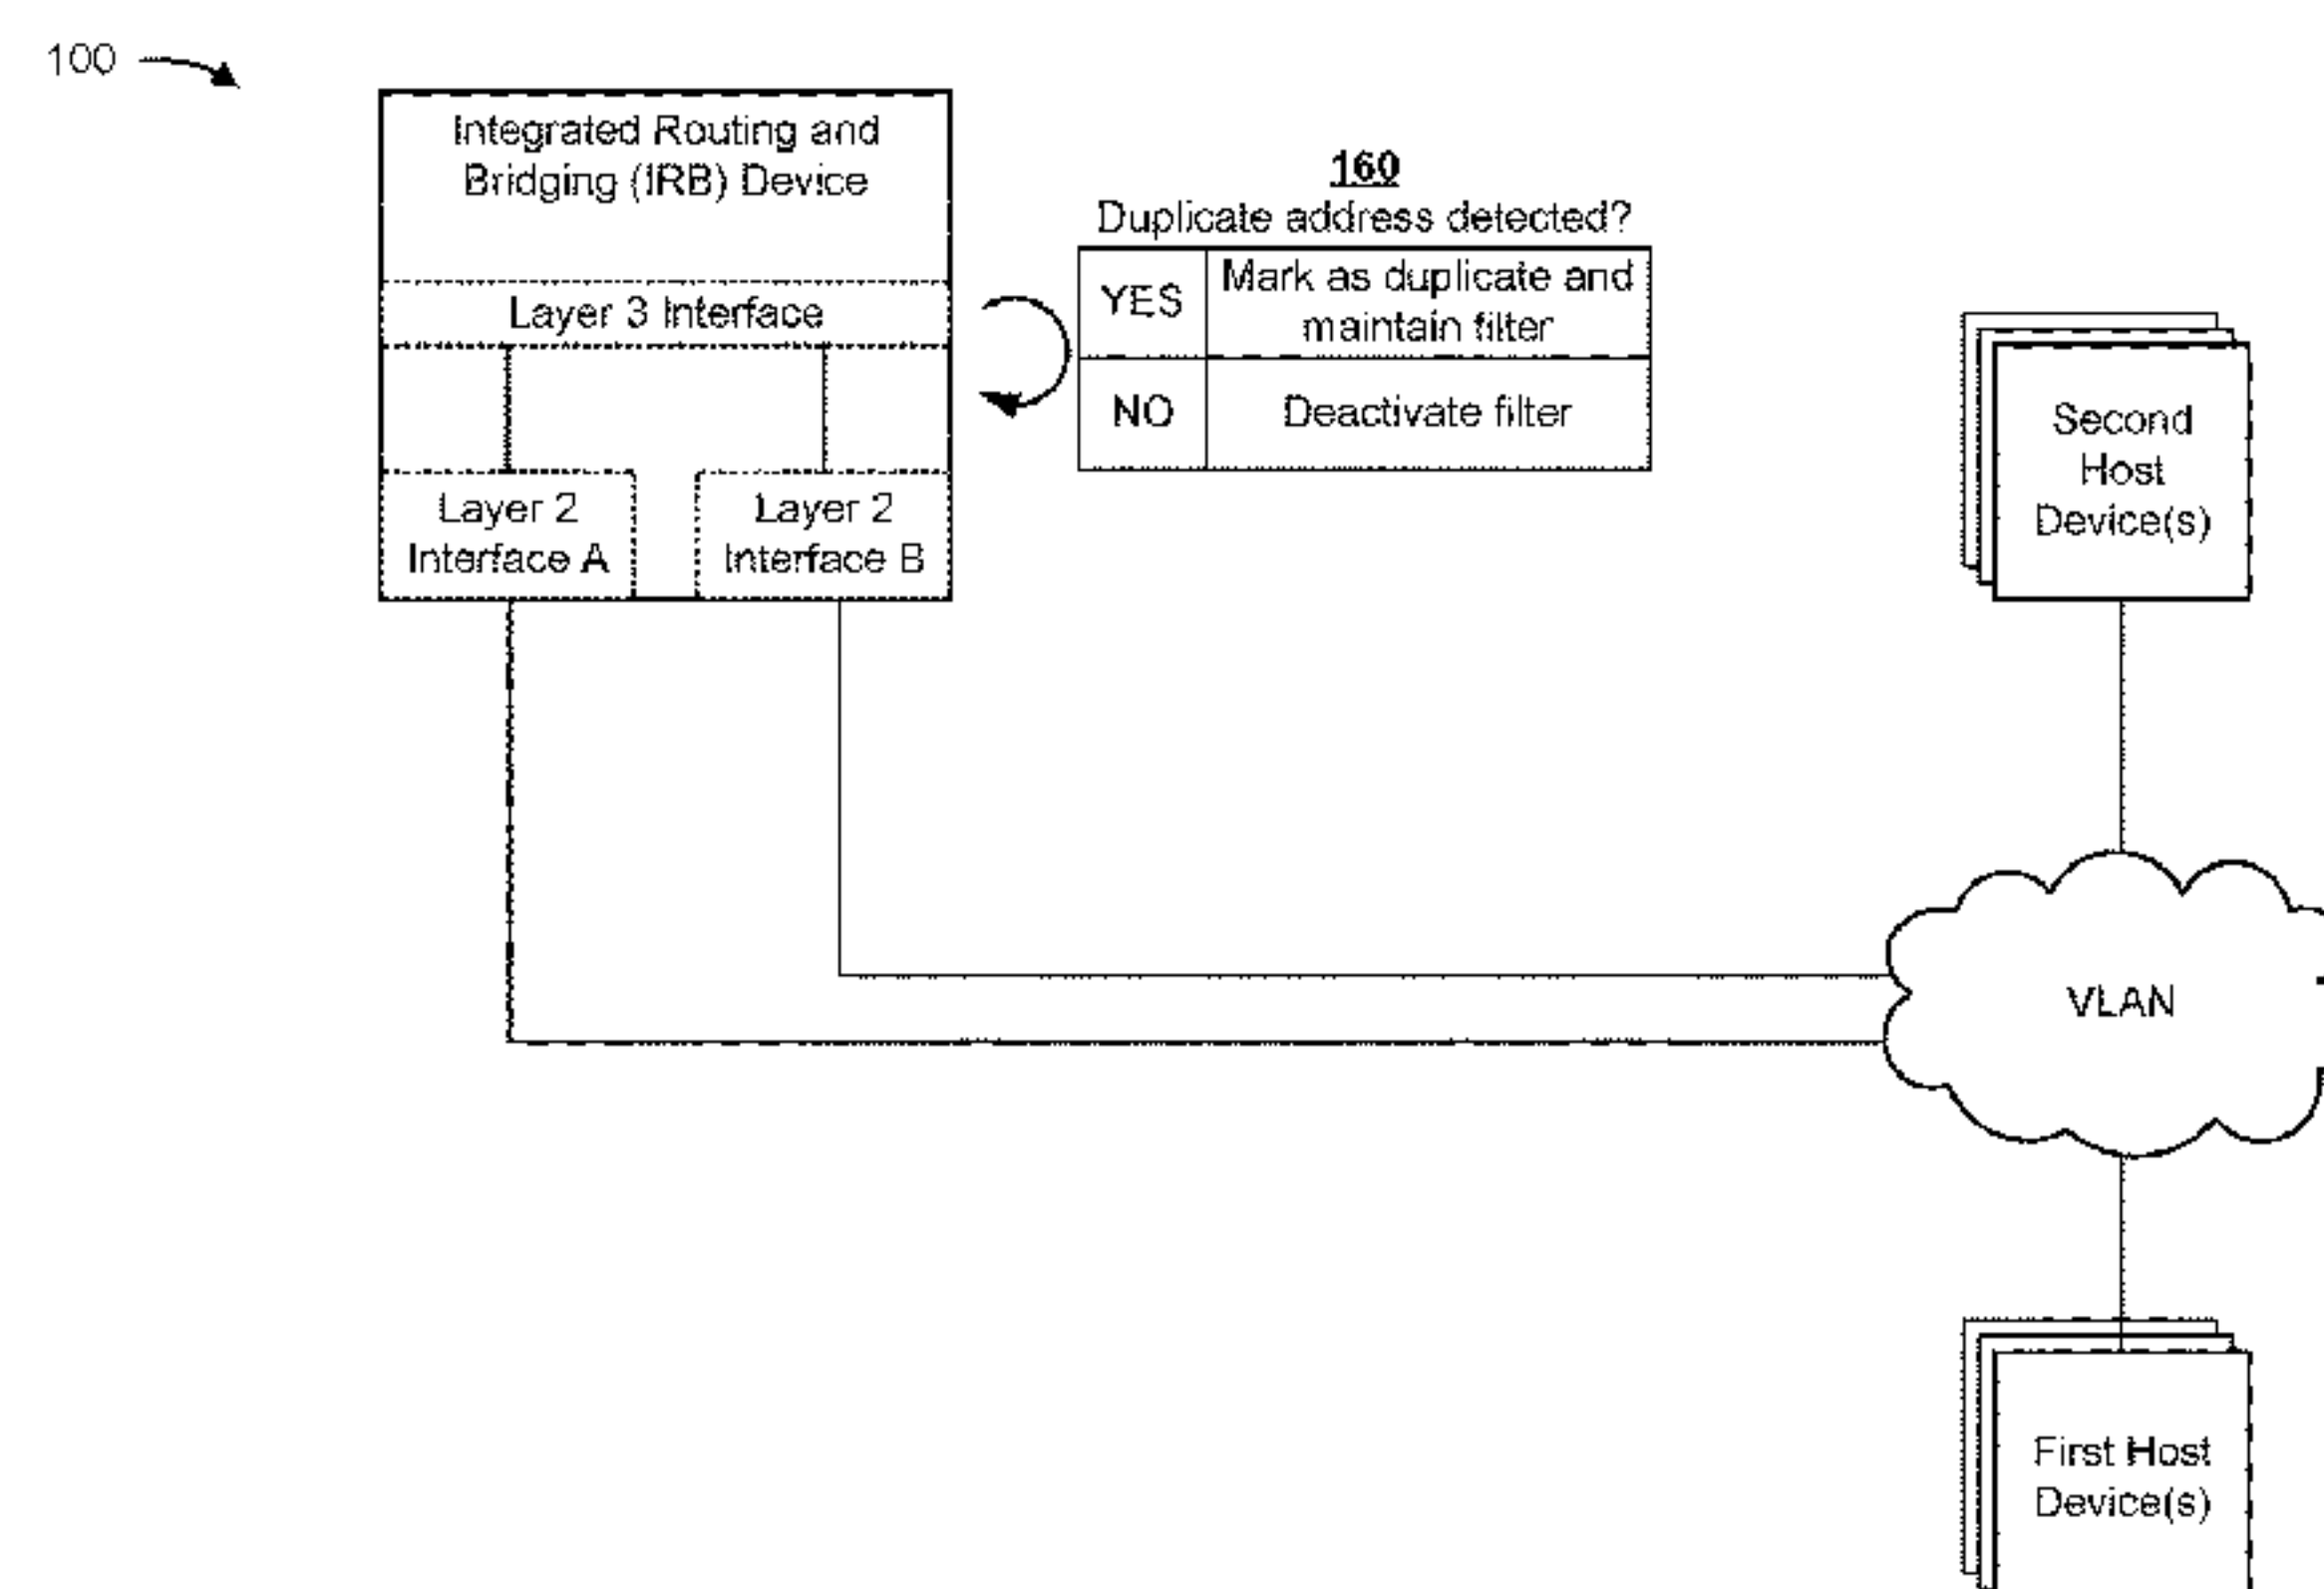 100
Integrated Routing and
Bridging (IRB) Device
Layer 3 Interface
Layer 2
Interface A
Layer 2
Interface B
160
Duplicate address detected?
YES
Mark as duplicate and
maintain filter
NO
Deactivate filter
Second
Host
Device(s)
VLAN
First Host
Device(s)